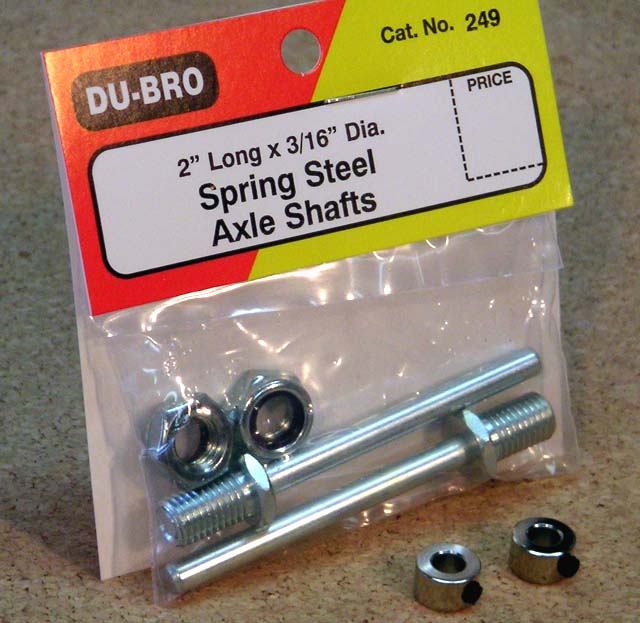 DU-BRO
Cat. No. 249
PRICE
2” Long x 3/16” Dia.
Spring Steel
Axle Shafts